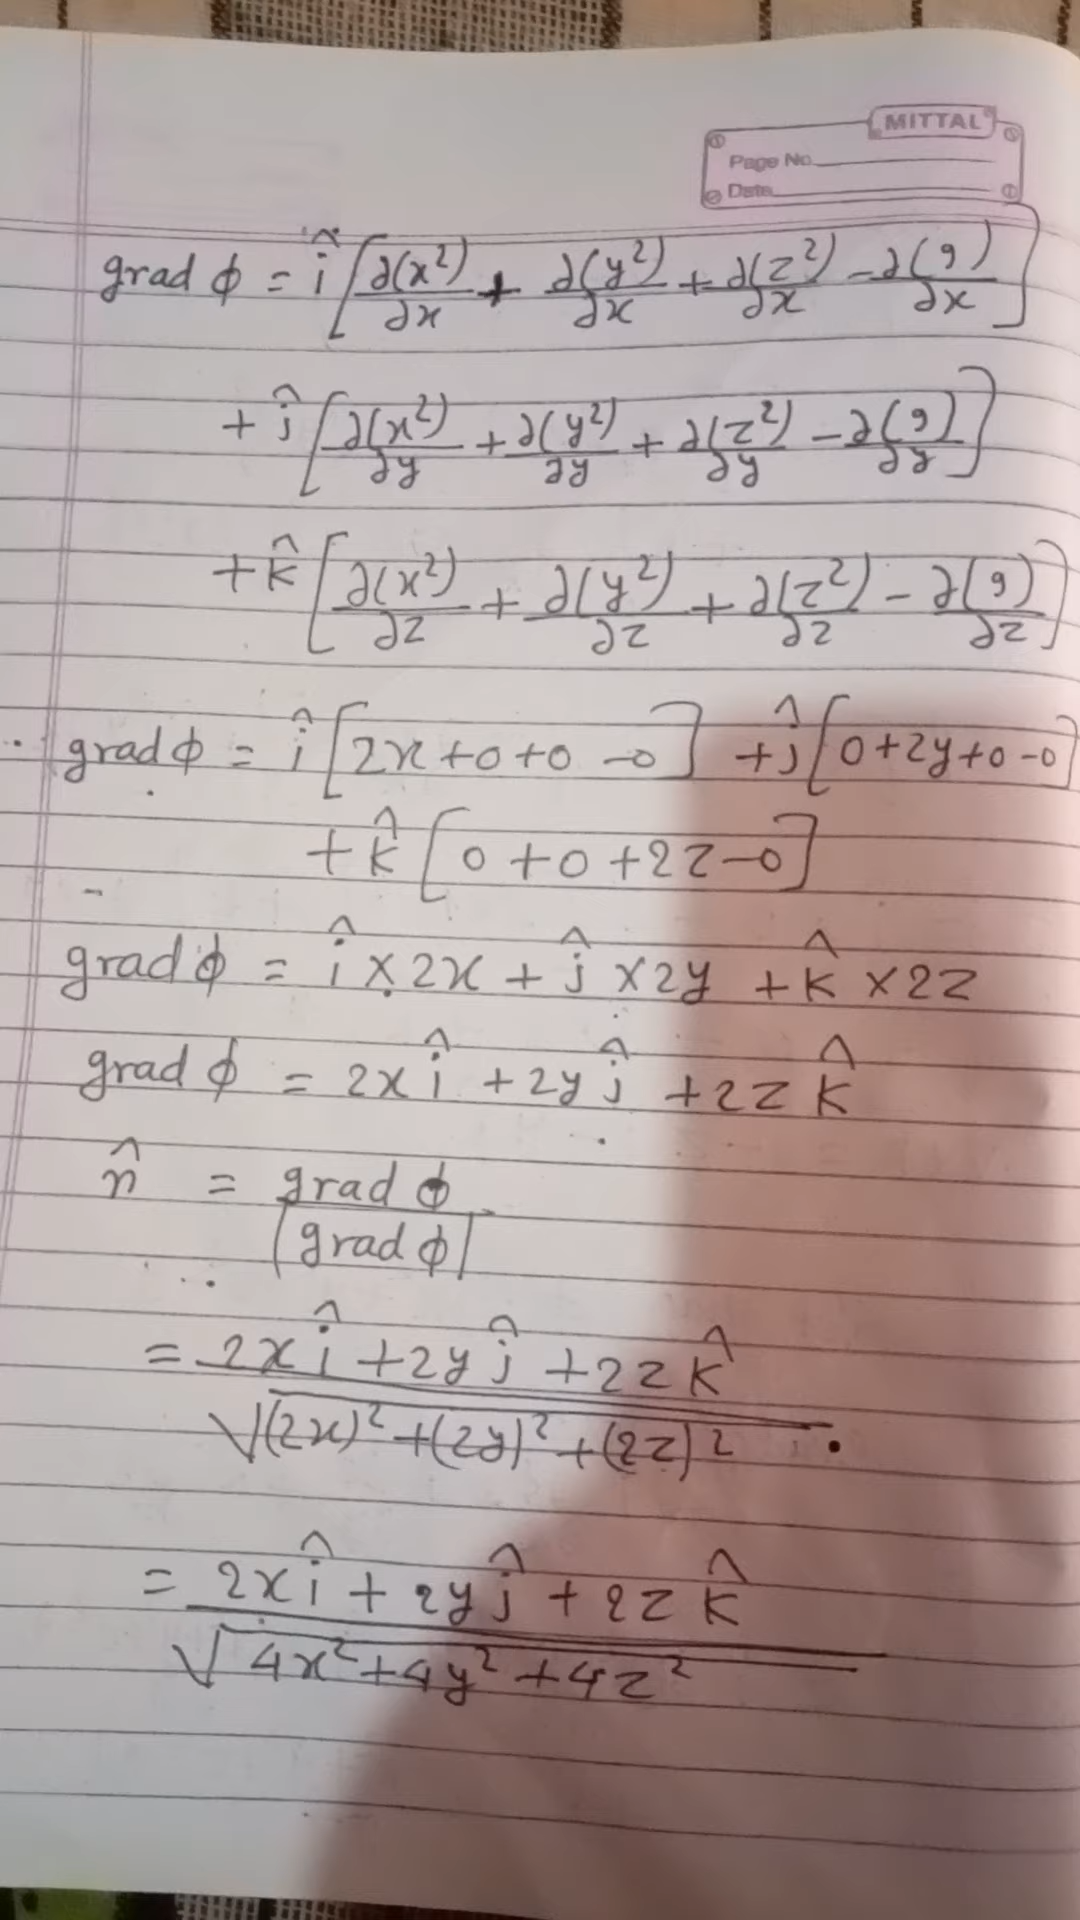 MITTAL
Page No.
Date
grad ϕ = î [∂(x²)/∂x + ∂(y²)/∂x + ∂(z²)/∂x - ∂(9)/∂x]
+ ĵ [∂(x²)/∂y + ∂(y²)/∂y + ∂(z²)/∂y - ∂(9)/∂y]
+ k̂ [∂(x²)/∂z + ∂(y²)/∂z + ∂(z²)/∂z - ∂(9)/∂z]
grad ϕ = î [2x+0+0-0] + ĵ [0+2y+0-0]
+ k̂ [0+0+2z-0]
grad ϕ = î × 2x + ĵ × 2y + k̂ × 2z
grad ϕ = 2x î + 2y ĵ + 2z k̂
n̂ = grad ϕ / |grad ϕ|
= 2x î + 2y ĵ + 2z k̂ / √(2x)² + (2y)² + (2z)²
= 2x î + 2y ĵ + 2z k̂ / √4x² + 4y² + 4z²